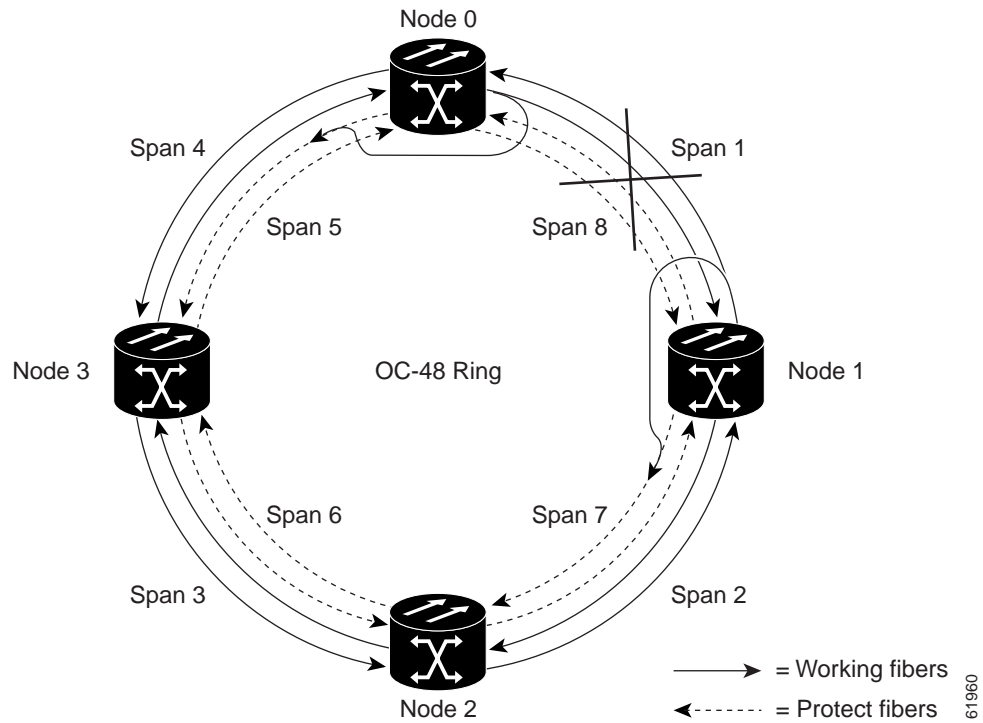 Node 0
Span 4
Span 1
Span 5
Span 8
Node 3
OC-48 Ring
Node 1
Span 6
Span 7
Span 3
Span 2
Node 2
= Working fibers
= Protect fibers
61960